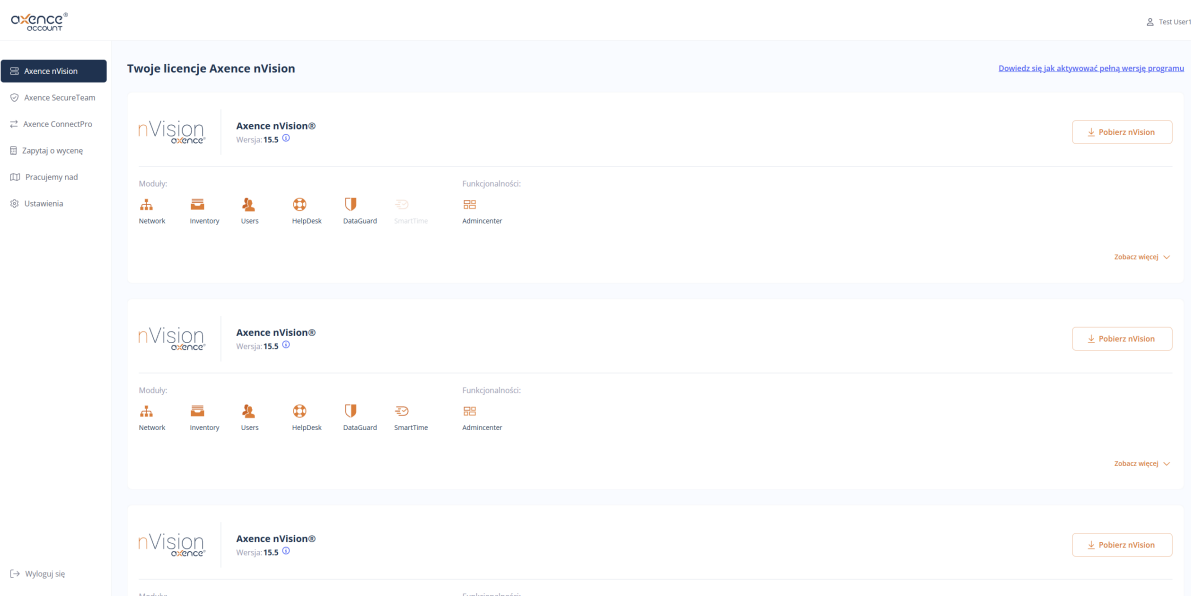 axence®
account
Test User1
Axence nVision
Axence SecureTeam
Axence ConnectPro
Zapytaj o wycenę
Pracujemy nad
Ustawienia
Wyloguj się
Twoje licencje Axence nVision
Dowiedz się jak aktywować pełną wersję programu
nVision
axence®
Axence nVision®
Wersja: 15.5
Pobierz nVision
Moduły:
Funkcjonalności:
Network
Inventory
Users
HelpDesk
DataGuard
SmartTime
Admincenter
Zobacz więcej
nVision
axence®
Axence nVision®
Wersja: 15.5
Pobierz nVision
Moduły:
Funkcjonalności:
Network
Inventory
Users
HelpDesk
DataGuard
SmartTime
Admincenter
Zobacz więcej
nVision
axence®
Axence nVision®
Wersja: 15.5
Pobierz nVision
Moduły:
Funkcjonalności: